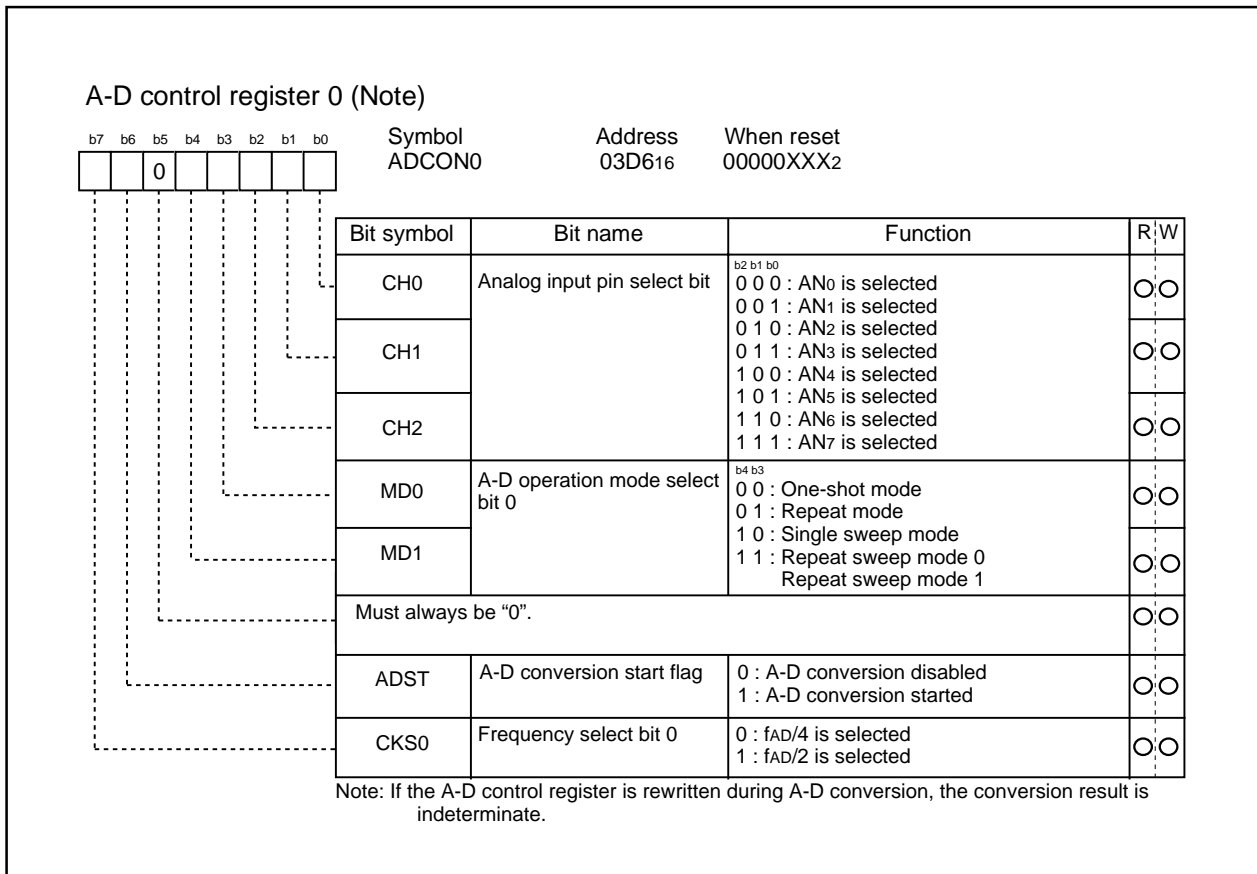 A-D control register 0 (Note)
b7 b6 b5 b4 b3 b2 b1 b0
Symbol Address When reset
ADCON0 03D616 00000XXX2
0
Bit symbol Bit name Function R W
CH0 Analog input pin select bit
b2 b1 b0
0 0 0 : AN0 is selected
0 0 1 : AN1 is selected
0 1 0 : AN2 is selected
CH1
0 1 1 : AN3 is selected
1 0 0 : AN4 is selected
1 0 1 : AN5 is selected
CH2
1 1 0 : AN6 is selected
1 1 1 : AN7 is selected
MD0 A-D operation mode select
bit 0
b4 b3
0 0 : One-shot mode
0 1 : Repeat mode
MD1
1 0 : Single sweep mode
1 1 : Repeat sweep mode 0
Repeat sweep mode 1
Must always be “0”.
ADST A-D conversion start flag 0 : A-D conversion disabled
1 : A-D conversion started
CKS0 Frequency select bit 0 0 : fAD/4 is selected
1 : fAD/2 is selected
Note: If the A-D control register is rewritten during A-D conversion, the conversion result is
indeterminate.